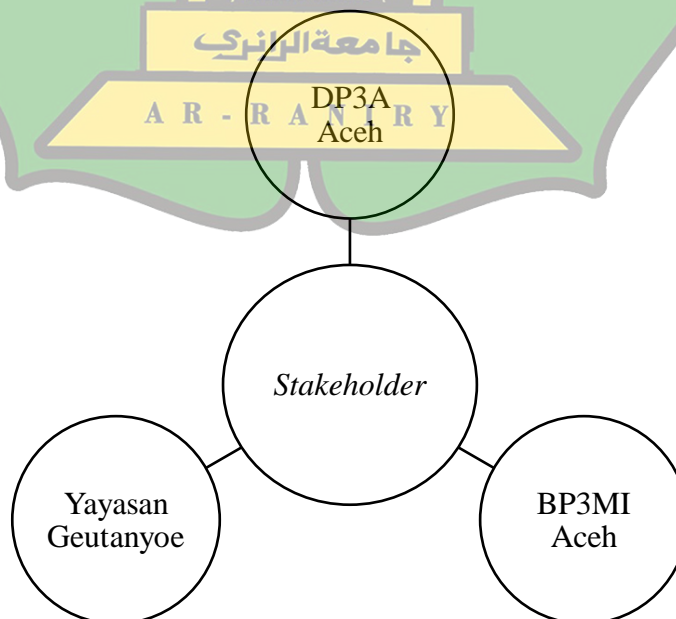 جامعةالرانري
DP3A
Aceh
AR-RANIRY
Stakeholder
Yayasan
Geutanyoe
BP3MI
Aceh